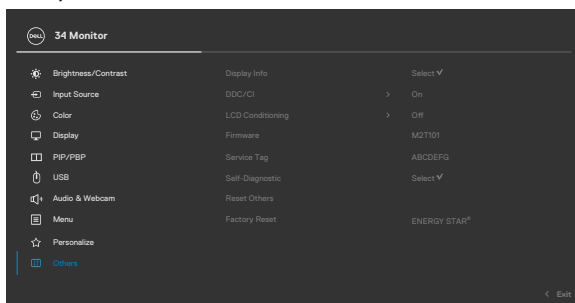 DELL 34 Monitor
Brightness/Contrast Display Info Select ✓
Input Source DDC/CI > On
Color LCD Conditioning > Off
Display Firmware M2T101
PIP/PBP Service Tag ABCDEFG
USB Self-Diagnostic Select ✓
Audio & Webcam Reset Others
Menu Factory Reset ENERGY STAR®
Personalize
Others
< Exit